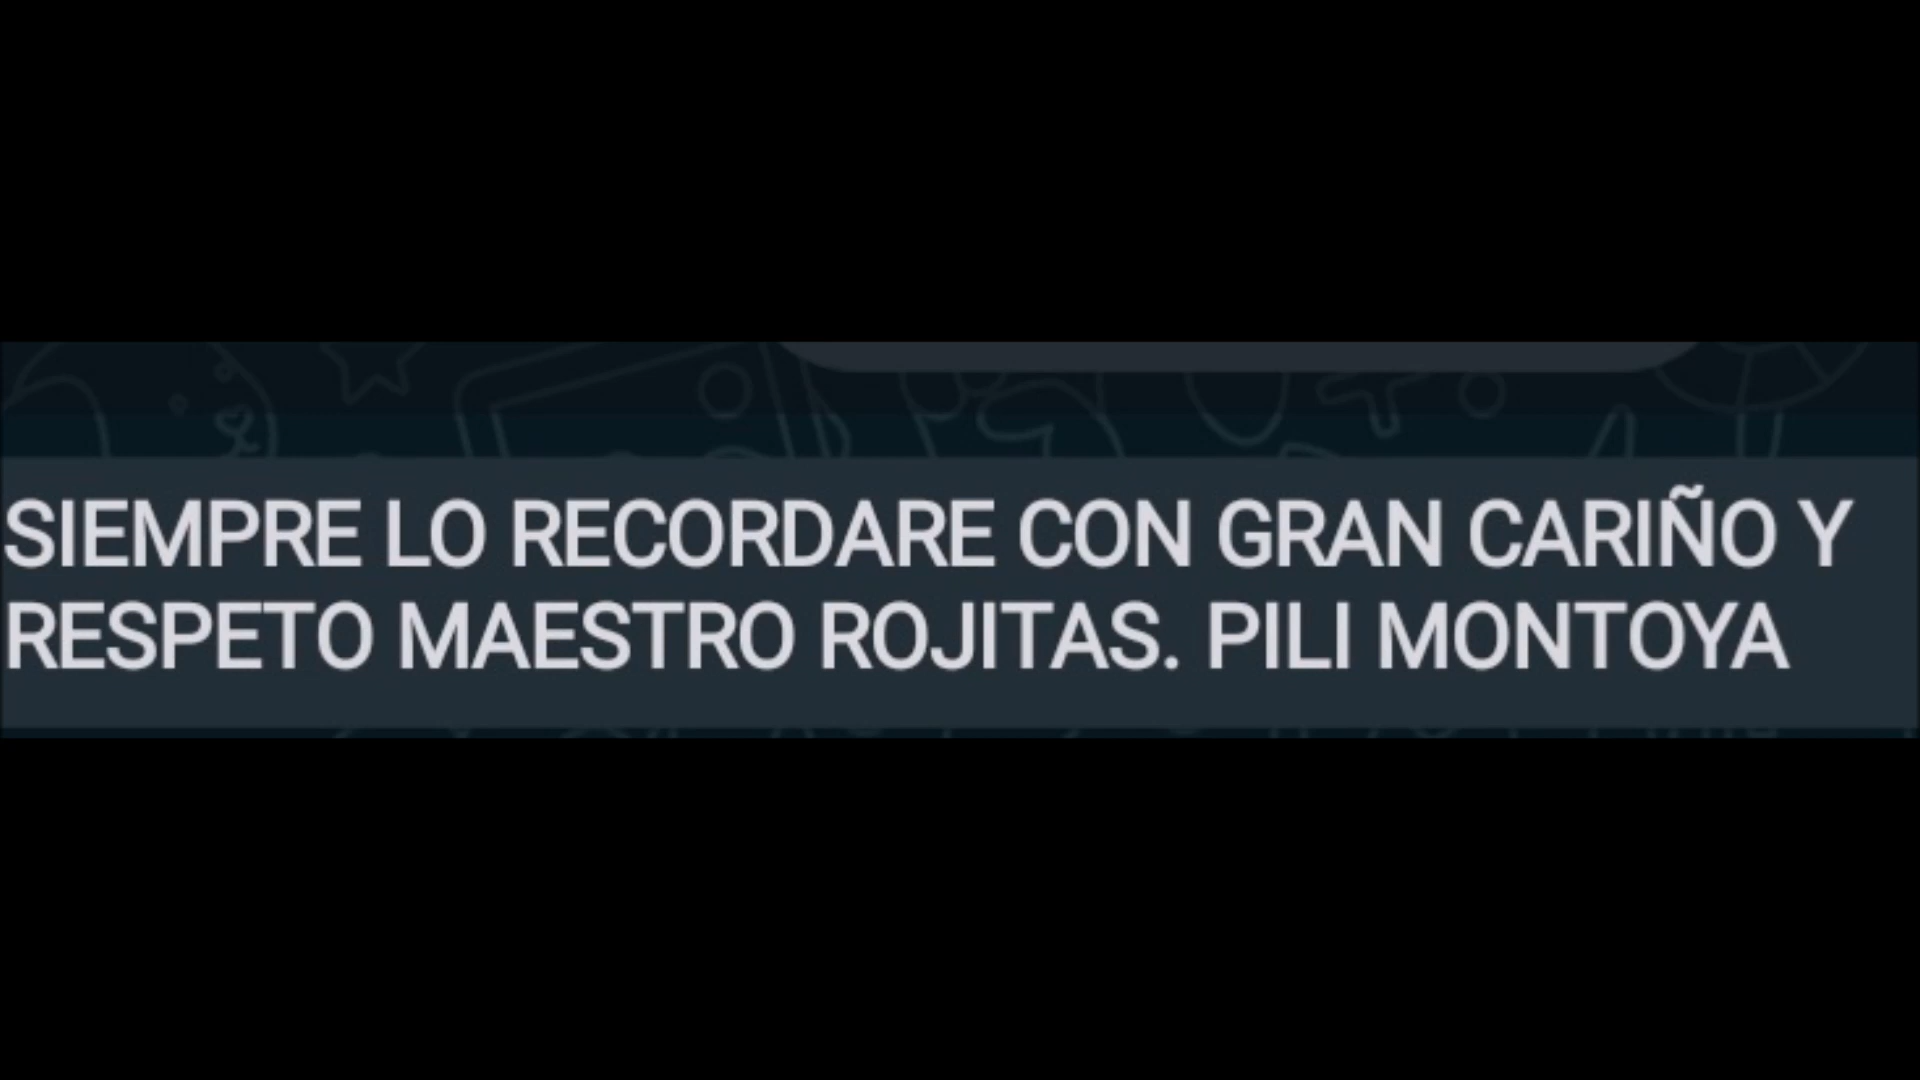 SIEMPRE LO RECORDARE CON GRAN CARIÑO Y
RESPETO MAESTRO ROJITAS. PILI MONTOYA